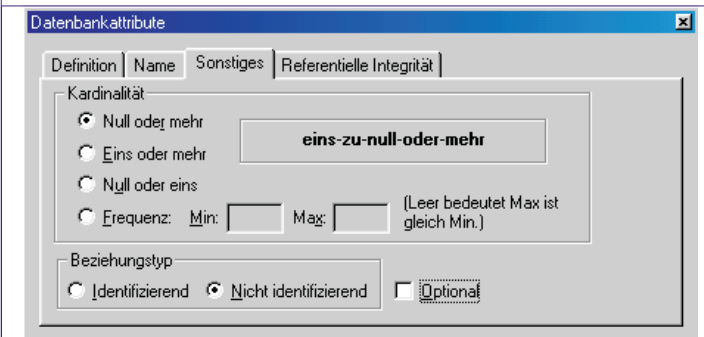 Datenbankattribute
Definition Name Sonstiges Referentielle Integrität
Kardinalität
Null oder mehr
eins-zu-null-oder-mehr
Eins oder mehr
Null oder eins
Frequenz: Min: Max: (Leer bedeutet Max ist
gleich Min.)
Beziehungstyp
Identifizierend Nicht identifizierend Optional